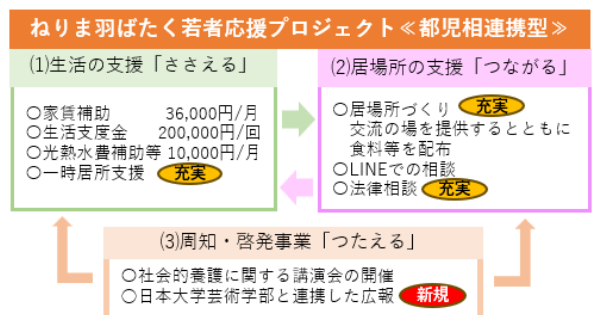 ねりま羽ばたく若者応援プロジェクト≪都児相連携型≫
(1)生活の支援「ささえる」
○家賃補助 36,000円/月
○生活支度金 200,000円/回
○光熱水費補助等 10,000円/月
○一時居所支援 充実
(2)居場所の支援「つながる」
○居場所づくり 充実
交流の場を提供するとともに
食料等を配布
○LINEでの相談
○法律相談 充実
(3)周知・啓発事業「つたえる」
○社会的養護に関する講演会の開催
○日本大学芸術学部と連携した広報 新規